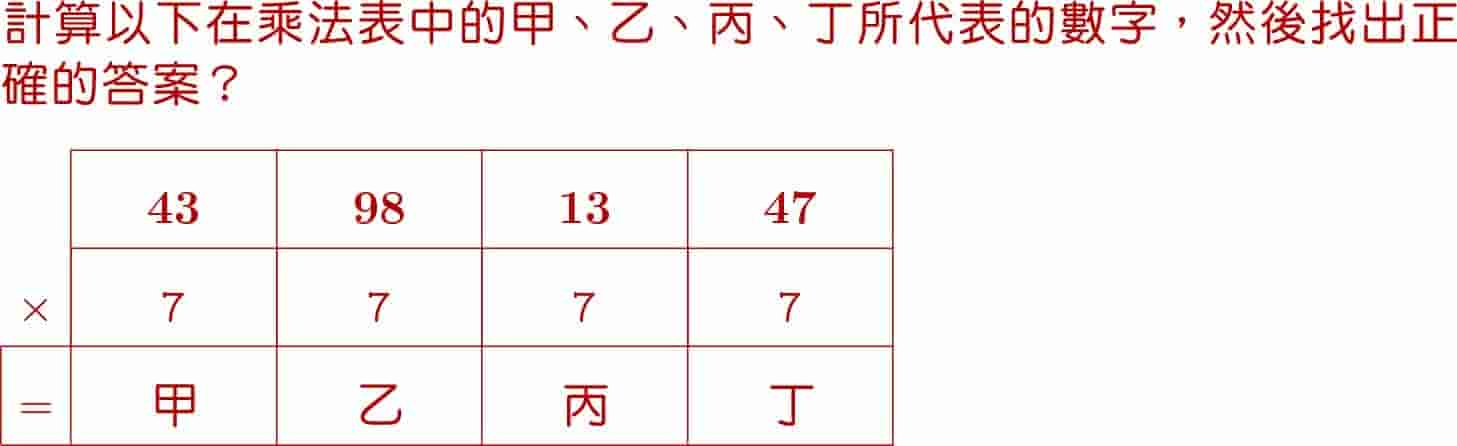 計算以下在乘法表中的甲、乙、丙、丁所代表的數字，然後找出正
確的答案？
43 98 13 47
× 7 7 7 7
= 甲 乙 丙 丁